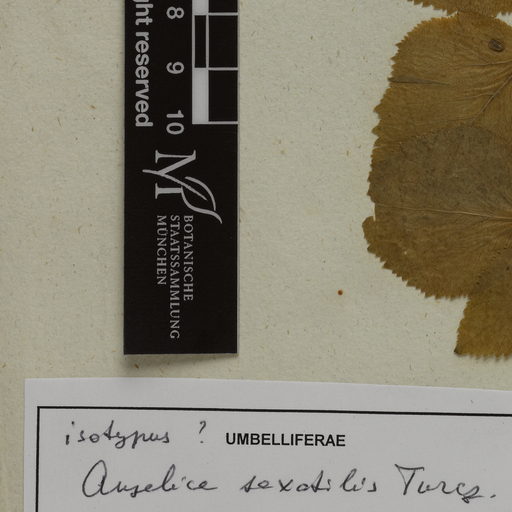 ght reserved
8
9
10
BOTANISCHE
STAATSSAMMLUNG
MÜNCHEN
isotypus ? UMBELLIFERAE
Angelica saxatilis Turcz.